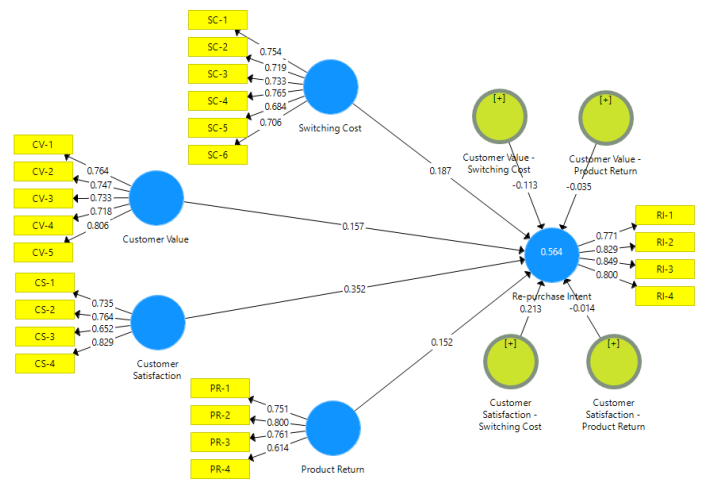 SC-1
SC-2
SC-3
SC-4
SC-5
SC-6
0.754
0.719
0.733
0.765
0.684
0.706
Switching Cost
[+]
Customer Value -
Switching Cost
[+]
Customer Value -
Product Return
CV-1
CV-2
CV-3
CV-4
CV-5
0.764
0.747
0.733
0.718
0.806
Customer Value
0.187
-0.113
-0.035
0.157
0.564
Re-purchase Intent
0.771
0.829
0.849
0.800
RI-1
RI-2
RI-3
RI-4
CS-1
CS-2
CS-3
CS-4
0.735
0.764
0.652
0.829
Customer
Satisfaction
0.352
0.213
-0.014
0.152
[+]
Customer
Satisfaction -
Switching Cost
[+]
Customer
Satisfaction -
Product Return
PR-1
PR-2
PR-3
PR-4
0.751
0.800
0.761
0.614
Product Return